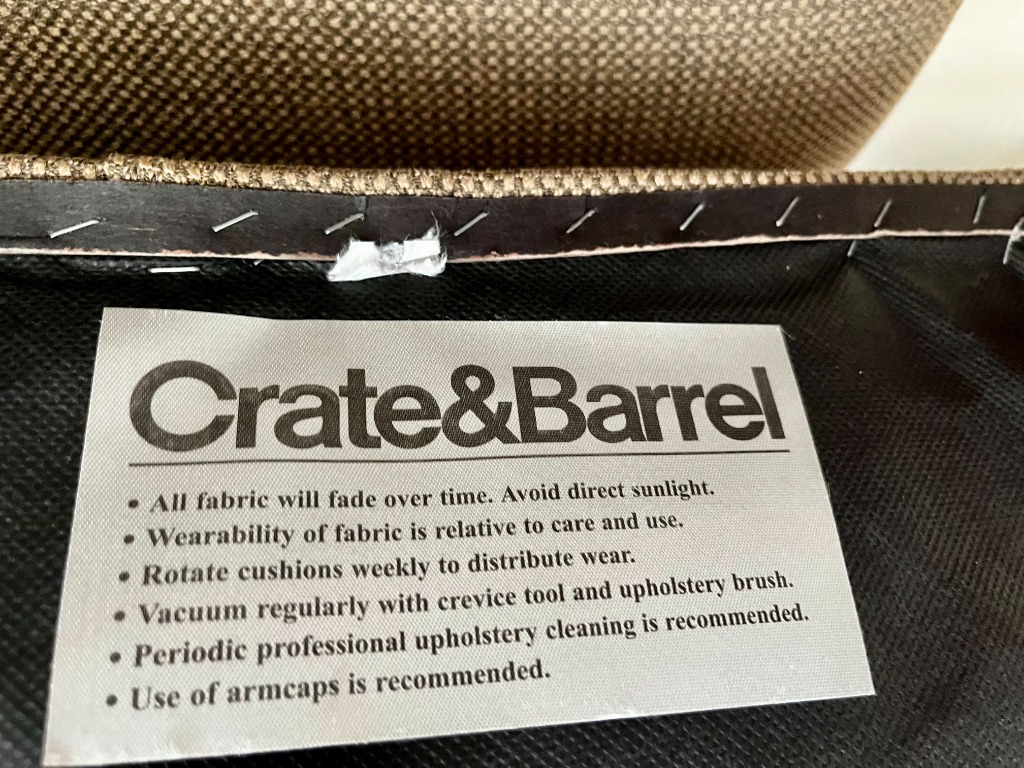 Crate&Barrel
• All fabric will fade over time. Avoid direct sunlight.
• Wearability of fabric is relative to care and use.
• Rotate cushions weekly to distribute wear.
• Vacuum regularly with crevice tool and upholstery brush.
• Periodic professional upholstery cleaning is recommended.
• Use of armcaps is recommended.